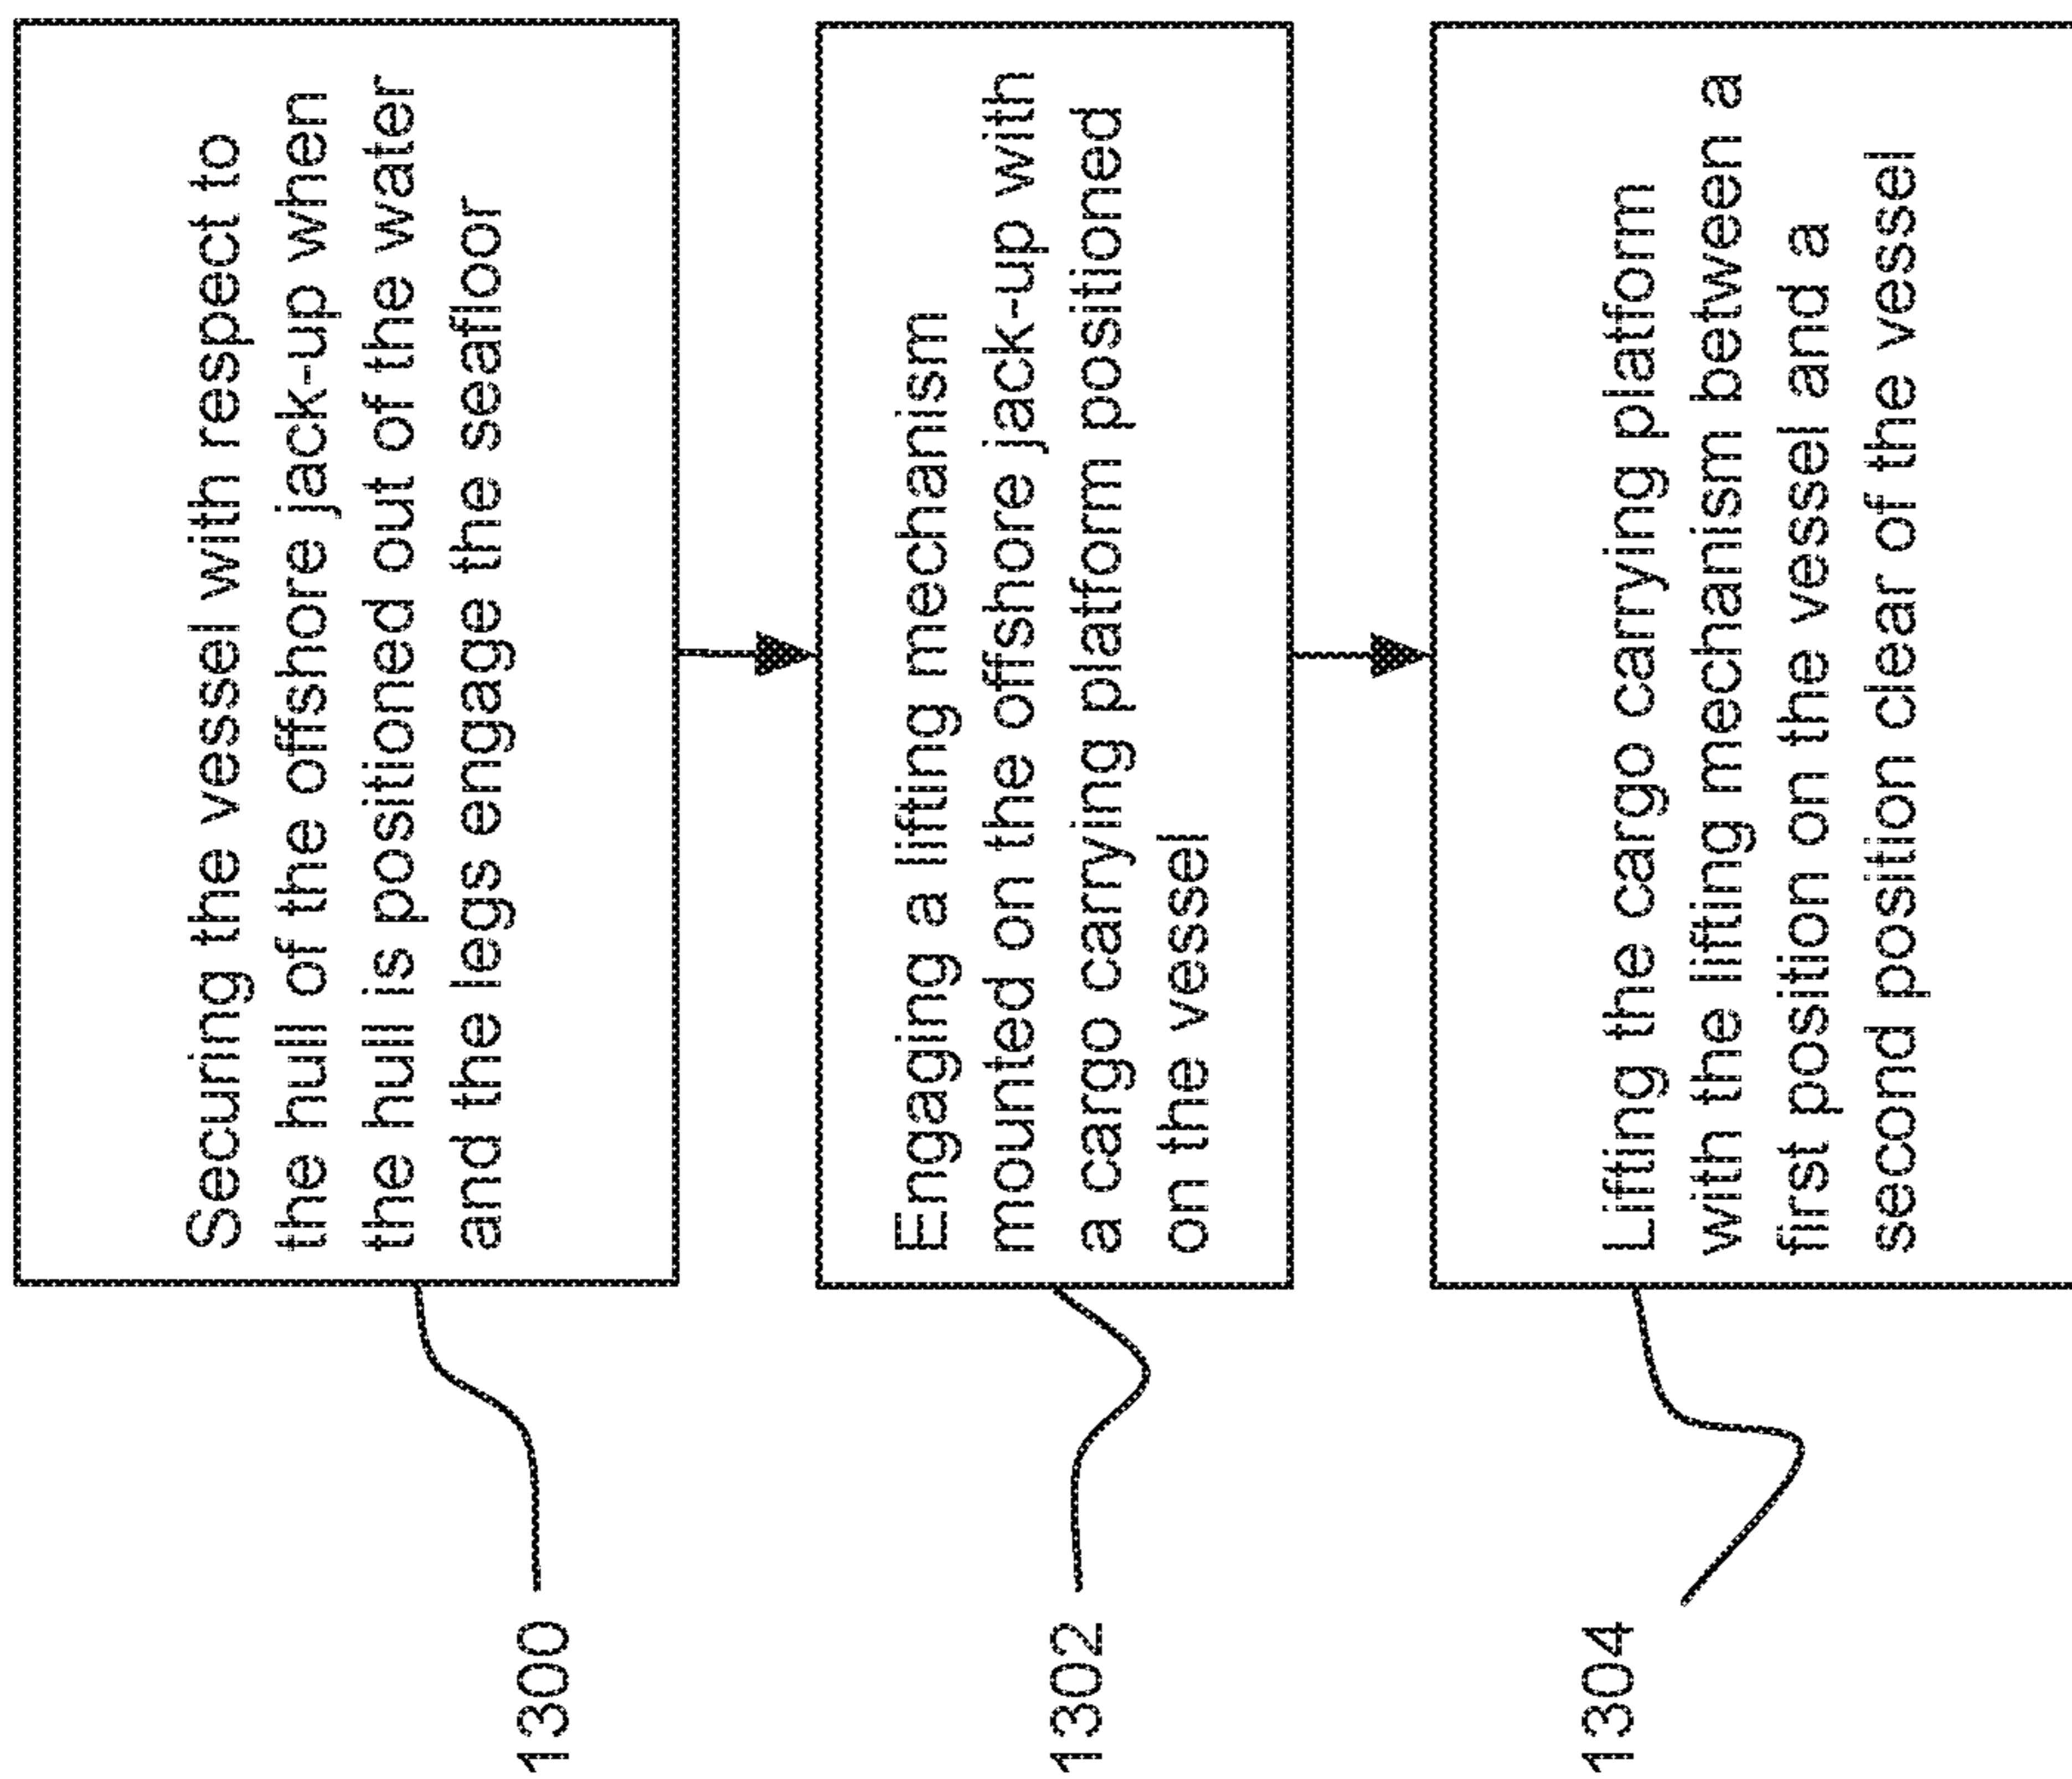 Securing the vessel with respect to
the hull of the offshore jack-up when
the hull is positioned out of the water
and the legs engage the seafloor
1300
Engaging a lifting mechanism
mounted on the offshore jack-up with
a cargo carrying platform positioned
on the vessel
1302
Lifting the cargo carrying platform
with the lifting mechanism between a
first position on the vessel and a
second position clear of the vessel
1304